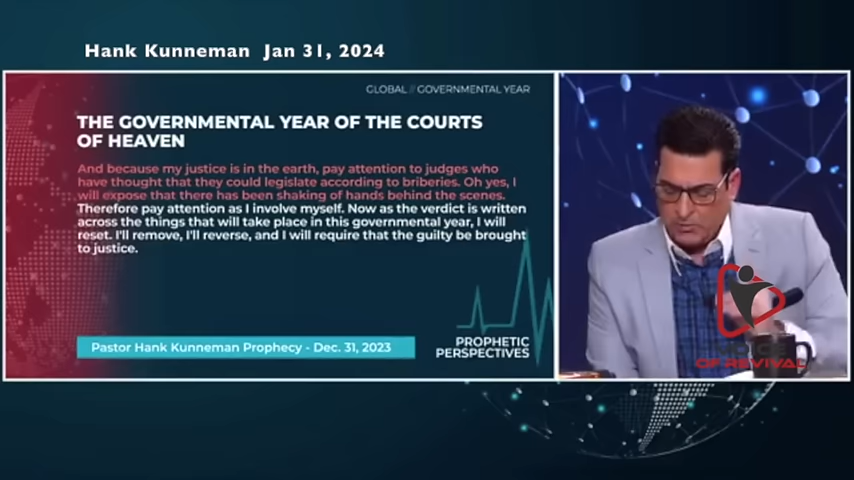 Hank Kunneman Jan 31, 2024
GLOBAL // GOVERNMENTAL YEAR
THE GOVERNMENTAL YEAR OF THE COURTS
OF HEAVEN
And because my justice is in the earth, pay attention to judges who
have thought that they could legislate according to briberies. Oh yes, I
will expose that there has been shaking of hands behind the scenes.
Therefore pay attention as I involve myself. Now as the verdict is written
across the things that will take place in this governmental year, I will
reset. I'll remove, I'll reverse, and I will require that the guilty be brought
to justice.
Pastor Hank Kunneman Prophecy - Dec. 31, 2023
PROPHETIC
PERSPECTIVES
OF REVIVAL